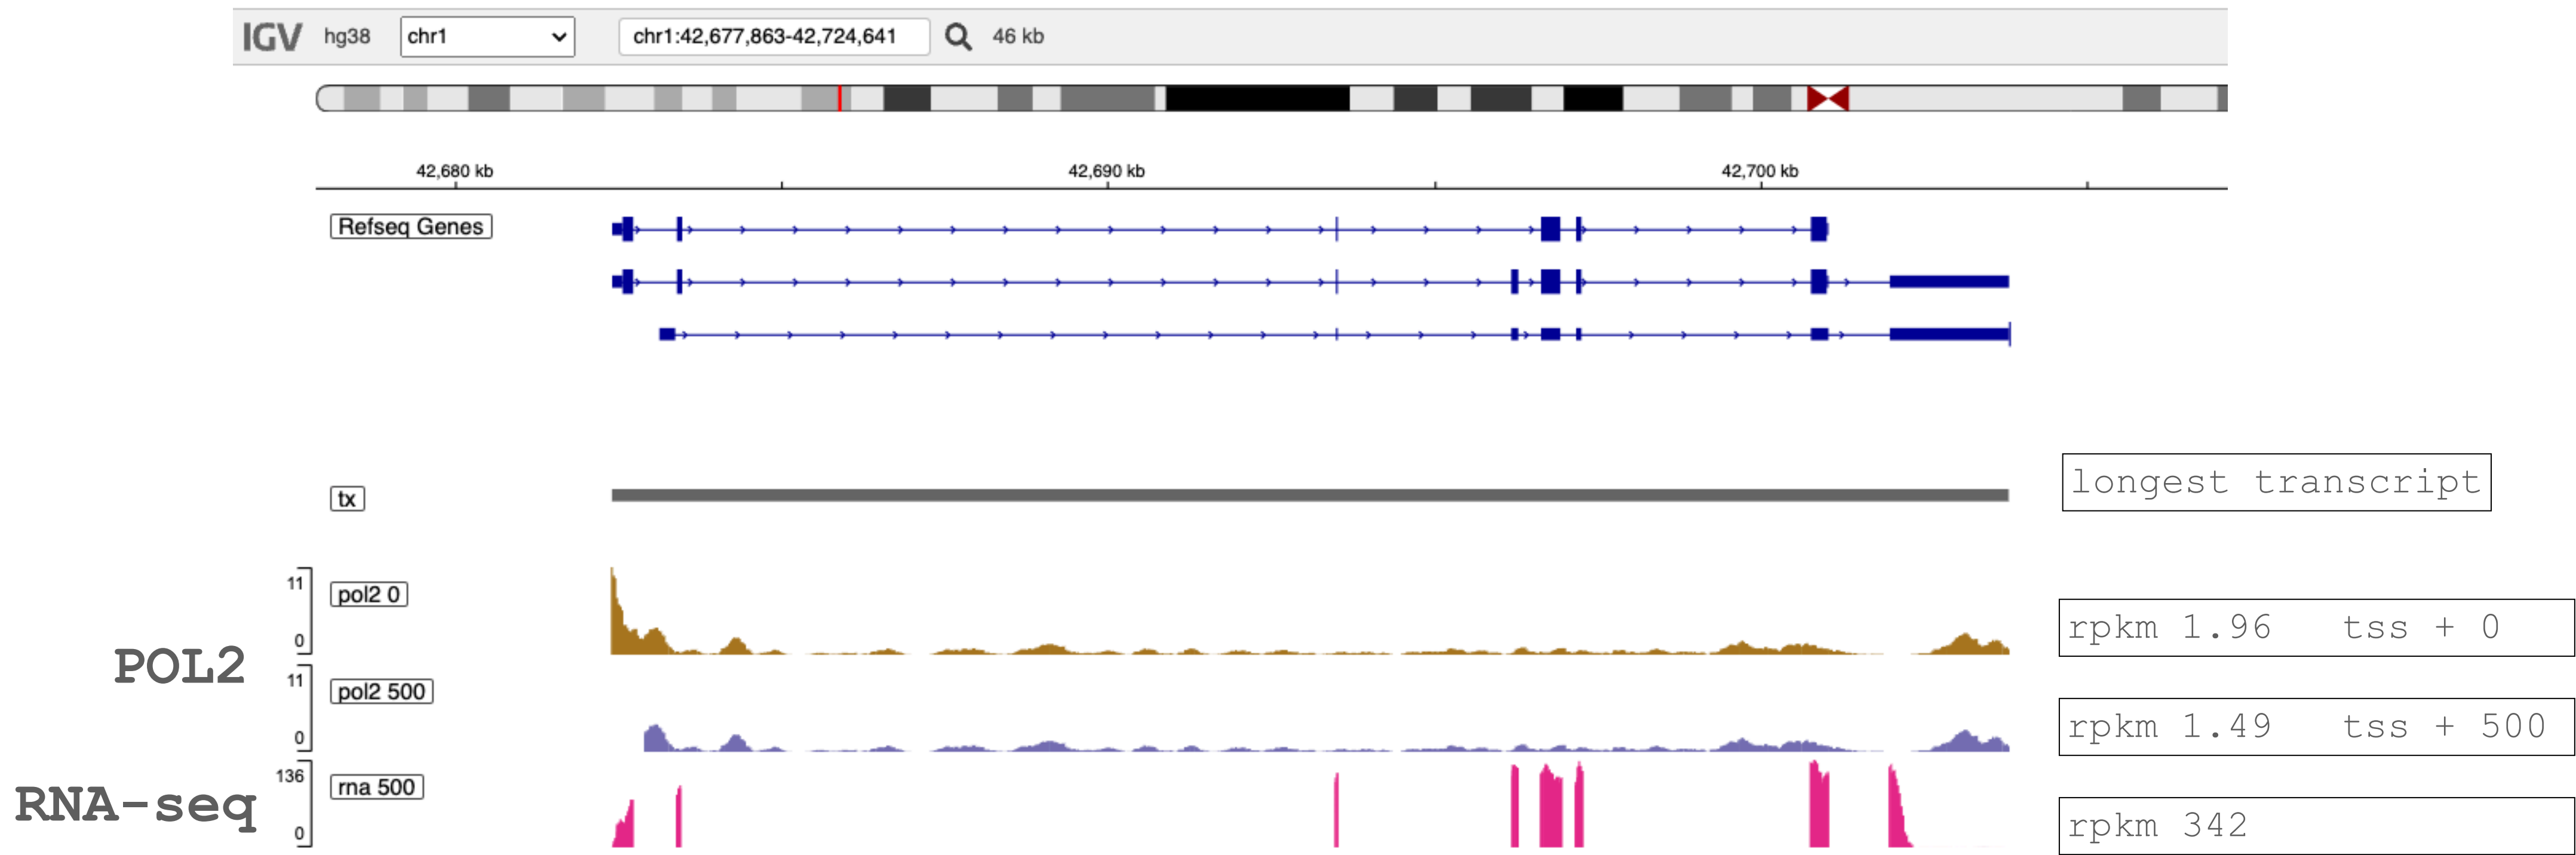 IGV hg38 chr1 chr1:42,677,863-42,724,641 46 kb
42,680 kb 42,690 kb 42,700 kb
Refseq Genes
tx
longest transcript
POL2
11
0
pol2 0
rpkm 1.96 tss + 0
11
0
pol2 500
rpkm 1.49 tss + 500
RNA-seq
136
0
rna 500
rpkm 342